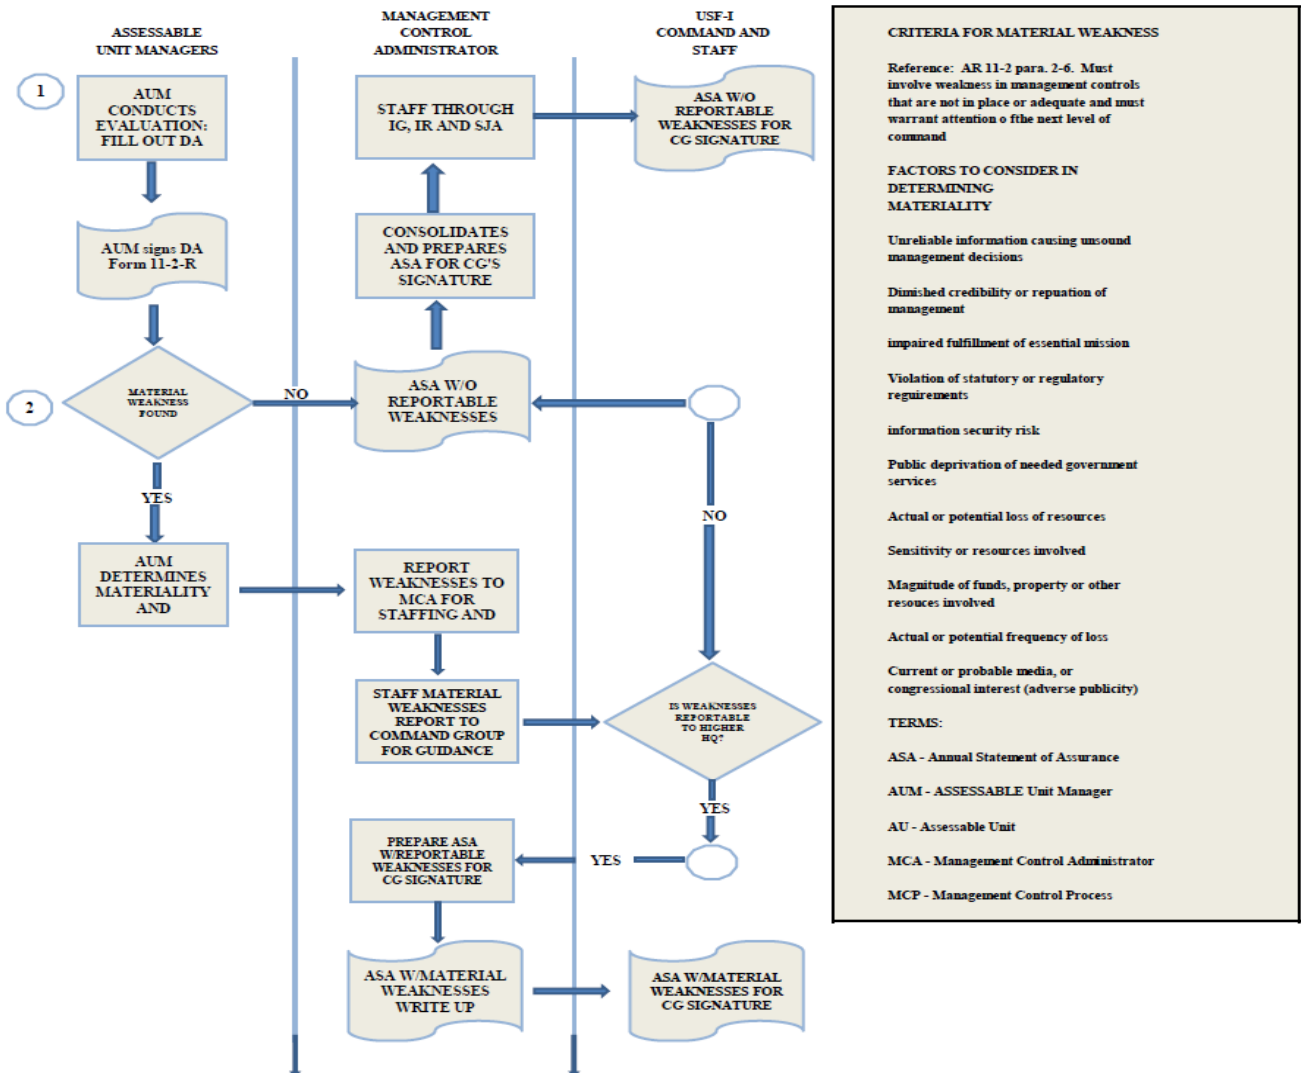 ASSESSABLE
UNIT MANAGERS
MANAGEMENT
CONTROL
ADMINISTRATOR
USF-I
COMMAND AND
STAFF
1
AUM
CONDUCTS
EVALUATION:
FILL OUT DA
STAFF THROUGH
IG, IR AND SJA
ASA W/O
REPORTABLE
WEAKNESSES FOR
CG SIGNATURE
AUM signs DA
Form 11-2-R
CONSOLIDATES
AND PREPARES
ASA FOR CG'S
SIGNATURE
2
MATERIAL
WEAKNESS
FOUND
NO
ASA W/O
REPORTABLE
WEAKNESSES
YES
NO
AUM
DETERMINES
MATERIALITY
AND
REPORT
WEAKNESSES TO
MCA FOR
STAFFING AND
STAFF MATERIAL
WEAKNESSES
REPORT TO
COMMAND GROUP
FOR GUIDANCE
IS WEAKNESSES
REPORTABLE
TO HIGHER
HQ?
YES
PREPARE ASA
W/REPORTABLE
WEAKNESSES FOR
CG SIGNATURE
YES
ASA W/MATERIAL
WEAKNESSES
WRITE UP
ASA W/MATERIAL
WEAKNESSES FOR
CG SIGNATURE
CRITERIA FOR MATERIAL WEAKNESS
Reference: AR 11-2 para. 2-6. Must
involve weakness in management controls
that are not in place or adequate and must
warrant attention o fthe next level of
command
FACTORS TO CONSIDER IN
DETERMINING
MATERIALITY
Unreliable information causing unsound
management decisions
Dimished credibility or repuation of
management
impaired fulfillment of essential mission
Violation of statutory or regulatory
reguirements
information security risk
Public deprivation of needed government
services
Actual or potential loss of resources
Sensitivity or resources involved
Magnitude of funds, property or other
resouces involved
Actual or potential frequency of loss
Current or probable media, or
congressional interest (adverse publicity)
TERMS:
ASA - Annual Statement of Assurance
AUM - ASSESSABLE Unit Manager
AU - Assessable Unit
MCA - Management Control Administrator
MCP - Management Control Process